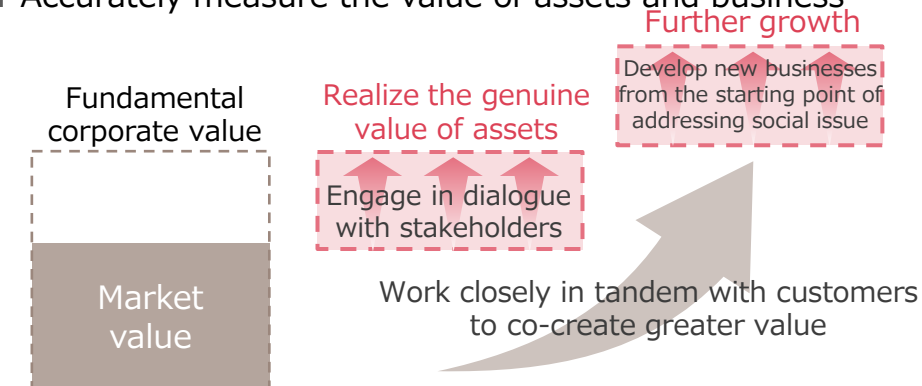 Accurately measure the value of assets and business
Further growth
Develop new businesses
from the starting point of
addressing social issue
Fundamental
corporate value
Realize the genuine
value of assets
Engage in dialogue
with stakeholders
Market
value
Work closely in tandem with customers
to co-create greater value